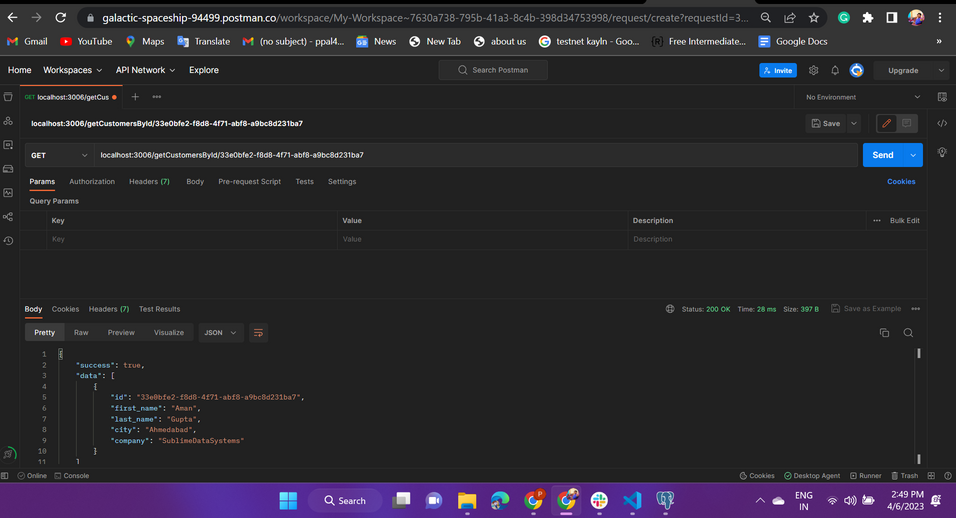 galactic-spaceship-94499.postman.co/workspace/My-Workspace~7630a738-795b-41a3-8c4b-398d34753998/request/create?requestId=3...
Gmail YouTube Maps Translate (no subject) - ppal4... News New Tab about us testnet kayln - Goo... Free Intermediate... Google Docs »
Home Workspaces API Network Explore Search Postman Invite Upgrade
GET localhost:3006/getCus + ••• No Environment
localhost:3006/getCustomersById/33e0bfe2-f8d8-4f71-abf8-a9bc8d231ba7 Save
GET localhost:3006/getCustomersById/33e0bfe2-f8d8-4f71-abf8-a9bc8d231ba7 Send
Params Authorization Headers (7) Body Pre-request Script Tests Settings Cookies
Query Params
Key Value Description ••• Bulk Edit
Key Value Description
Body Cookies Headers (7) Test Results Status: 200 OK Time: 28 ms Size: 397 B Save as Example •••
Pretty Raw Preview Visualize JSON
1 {
2 "success": true,
3 "data": [
4 {
5 "id": "33e0bfe2-f8d8-4f71-abf8-a9bc8d231ba7",
6 "first_name": "Aman",
7 "last_name": "Gupta",
8 "city": "Ahmedabad",
9 "company": "SublimeDataSystems"
10 }
11 ]
Online Console Cookies Desktop Agent Runner Trash
Search ENG IN 2:49 PM
4/6/2023